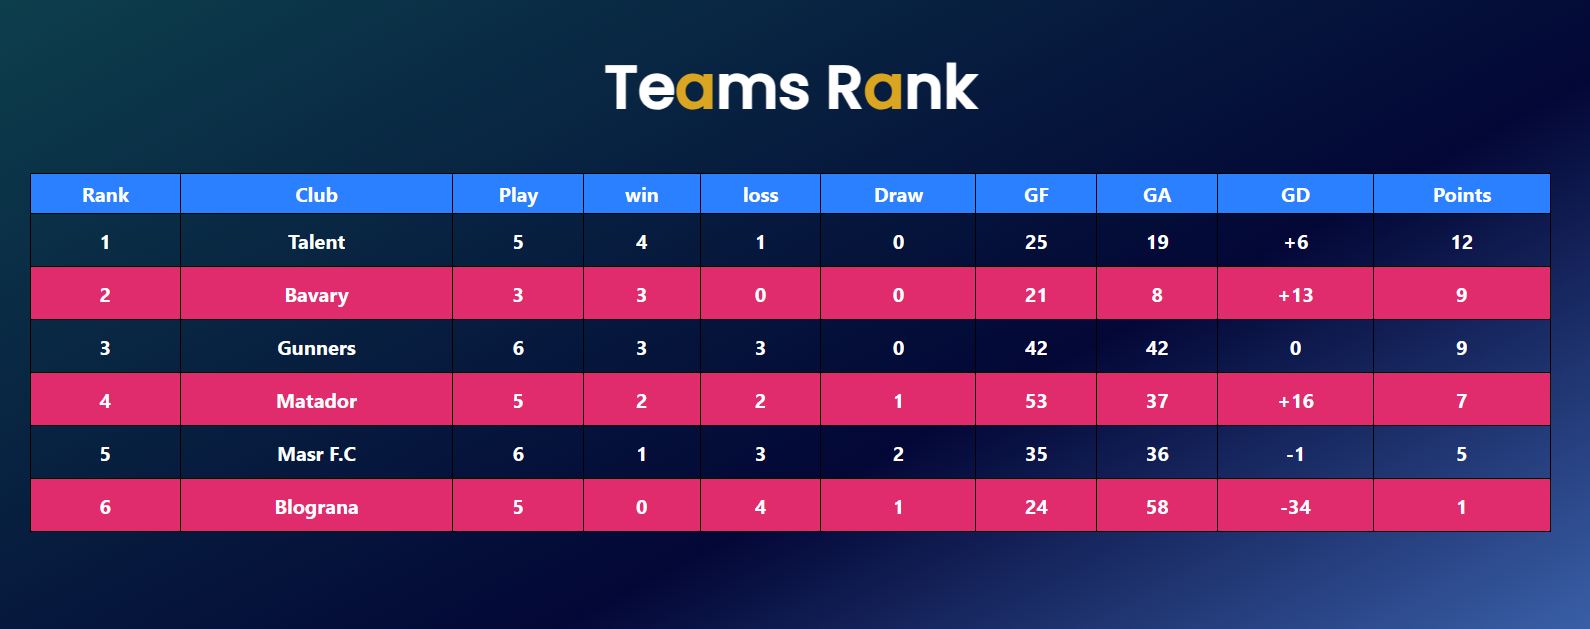 Teams Rank
Rank Club Play win loss Draw GF GA GD Points
1 Talent 5 4 1 0 25 19 +6 12
2 Bavary 3 3 0 0 21 8 +13 9
3 Gunners 6 3 3 0 42 42 0 9
4 Matador 5 2 2 1 53 37 +16 7
5 Masr F.C 6 1 3 2 35 36 -1 5
6 Blograna 5 0 4 1 24 58 -34 1